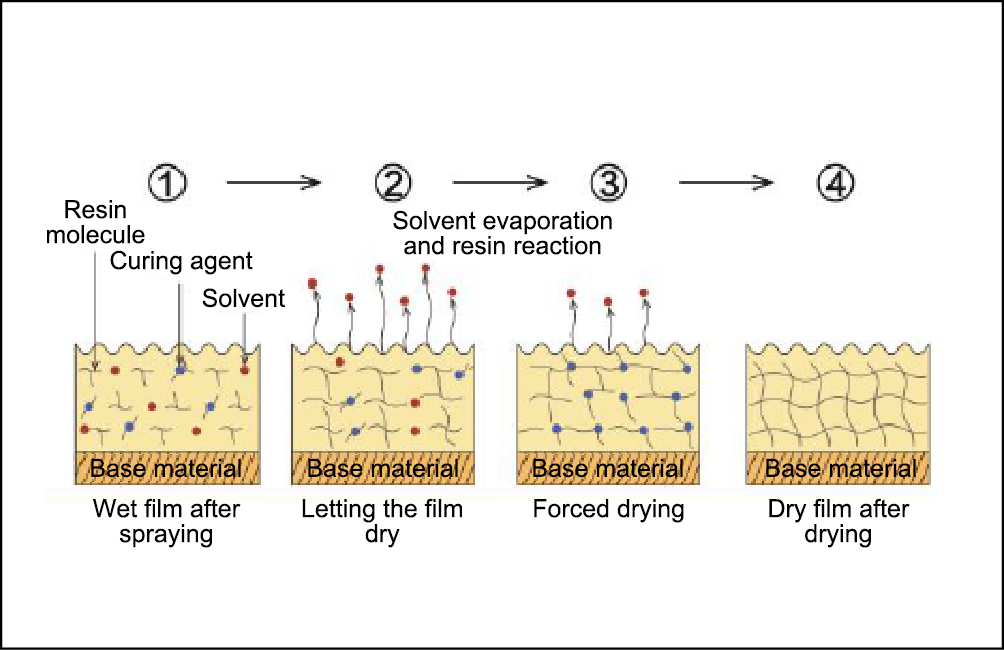 ① ② ③ ④
Resin
molecule
Curing agent
Solvent
Solvent evaporation
and resin reaction
Base material
Base material
Base material
Base material
Wet film after
spraying
Letting the film
dry
Forced drying
Dry film after
drying